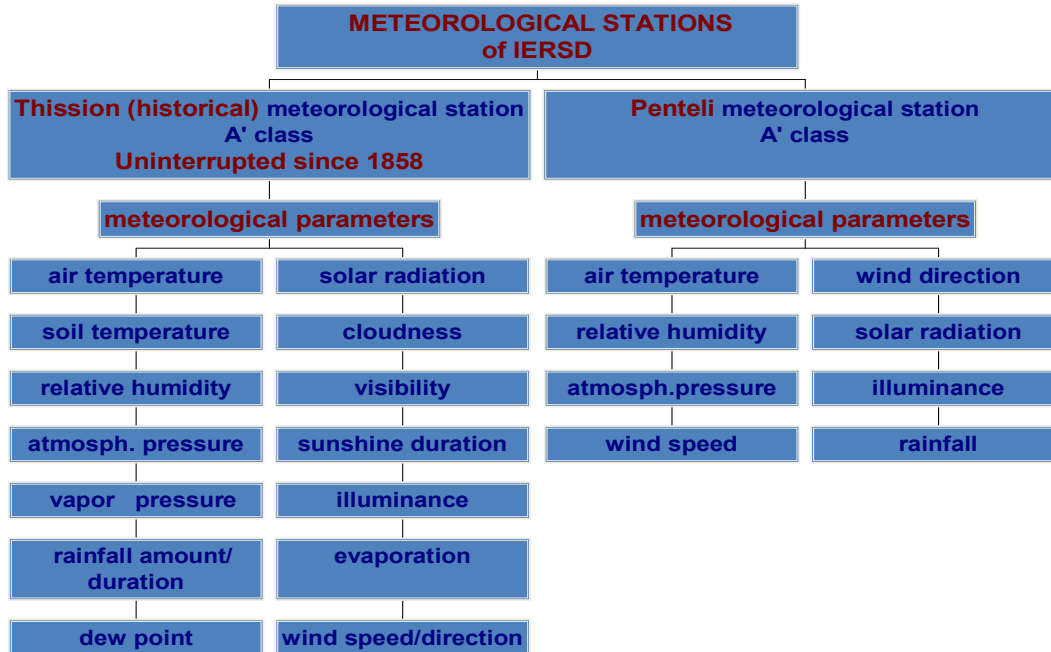 METEOROLOGICAL STATIONS
of IERSD
Thission (historical) meteorological station
A' class
Uninterrupted since 1858
meteorological parameters
air temperature
soil temperature
relative humidity
atmosph. pressure
vapor pressure
rainfall amount/
duration
dew point
solar radiation
cloudness
visibility
sunshine duration
illuminance
evaporation
wind speed/direction
Penteli meteorological station
A' class
meteorological parameters
air temperature
relative humidity
atmosph.pressure
wind speed
wind direction
solar radiation
illuminance
rainfall